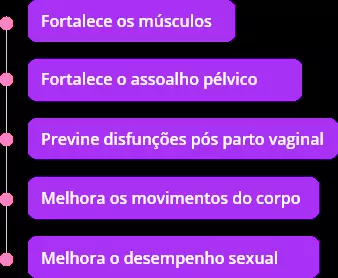 Fortalece os músculos
Fortalece o assoalho pélvico
Previne disfunções pós parto vaginal
Melhora os movimentos do corpo
Melhora o desempenho sexual